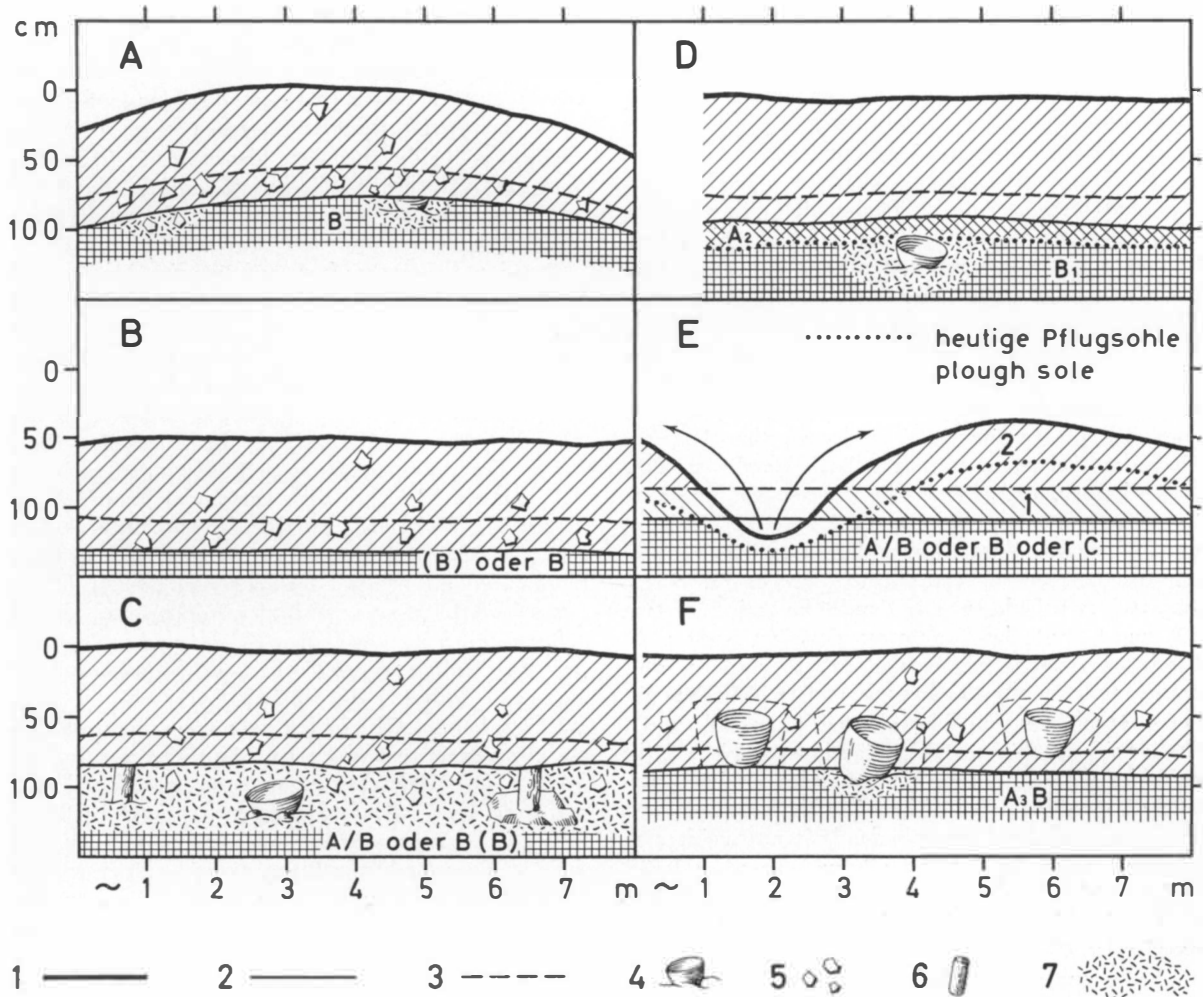 cm
A
0
50
100
B
D
A2
B1
B
0
50
100
(B) oder B
E
heutige Pflugsohle
plough sole
2
1
A/B oder B oder C
C
0
50
100
A/B oder B (B)
F
A3B
~ 1 2 3 4 5 6 7 m
~ 1 2 3 4 5 6 7 m
1 2 3 4 5 6 7